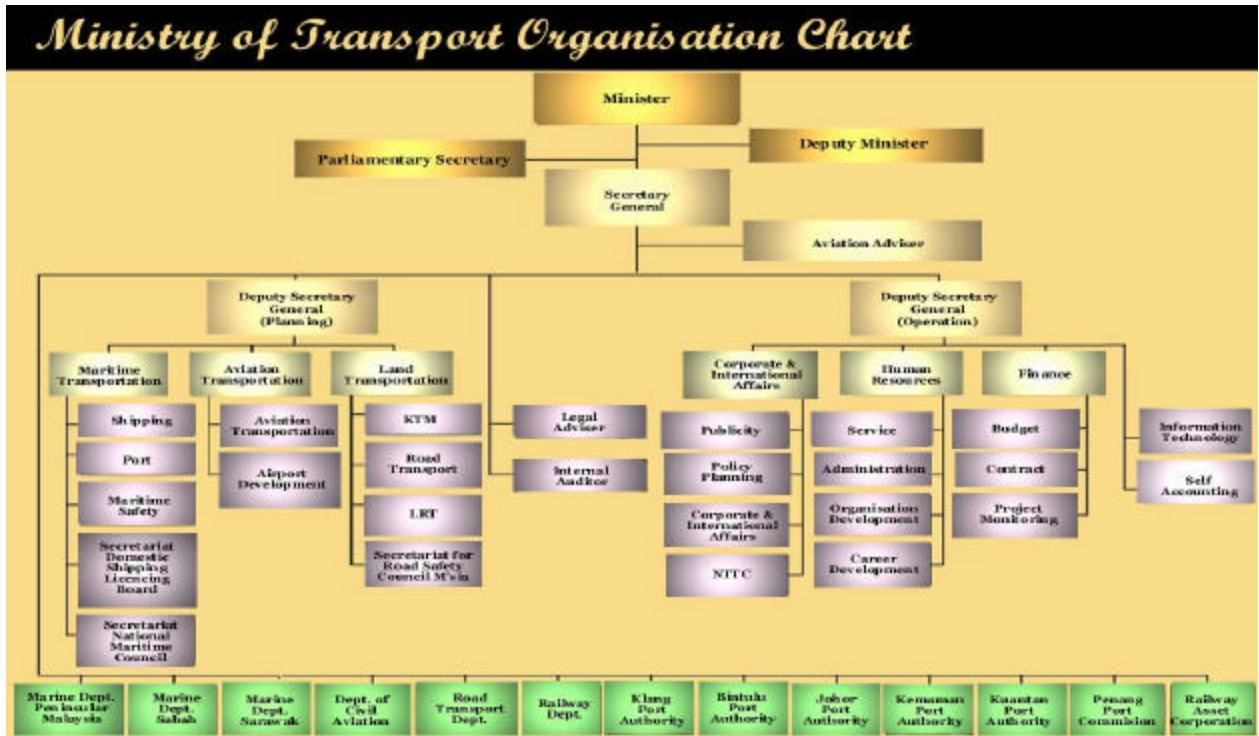 Ministry of Transport Organisation Chart
Minister
Parliamentary Secretary
Deputy Minister
Secretary
General
Aviation Adviser
Deputy Secretary
General
(Planning)
Deputy Secretary
General
(Operation)
Maritime
Transportation
Aviation
Transportation
Land
Transportation
Corporate &
International
Affairs
Human
Resources
Finance
Shipping
Port
Maritime
Safety
Secretariat
Domestic
Shipping
Licencing
Board
Secretariat
National
Maritime
Council
Aviation
Transportation
Airport
Development
KTM
Road
Transport
LRT
Secretariat for
Road Safety
Council M'sia
Legal
Adviser
Internal
Auditor
Publicity
Policy
Planning
Corporate &
International
Affairs
NITC
Service
Administration
Organisation
Development
Career
Development
Budget
Contract
Project
Monitoring
Information
Technology
Self
Accounting
Marine Dept.
Peninsular
Malaysia
Marine
Dept.
Sabah
Marine
Dept.
Sarawak
Dept. of
Civil
Aviation
Road
Transport
Dept.
Railway
Dept.
Klang
Port
Authority
Bintulu
Port
Authority
Johor
Port
Authority
Kemaman
Port
Authority
Kuantan
Port
Authority
Penang
Port
Commision
Railway
Asset
Corporation